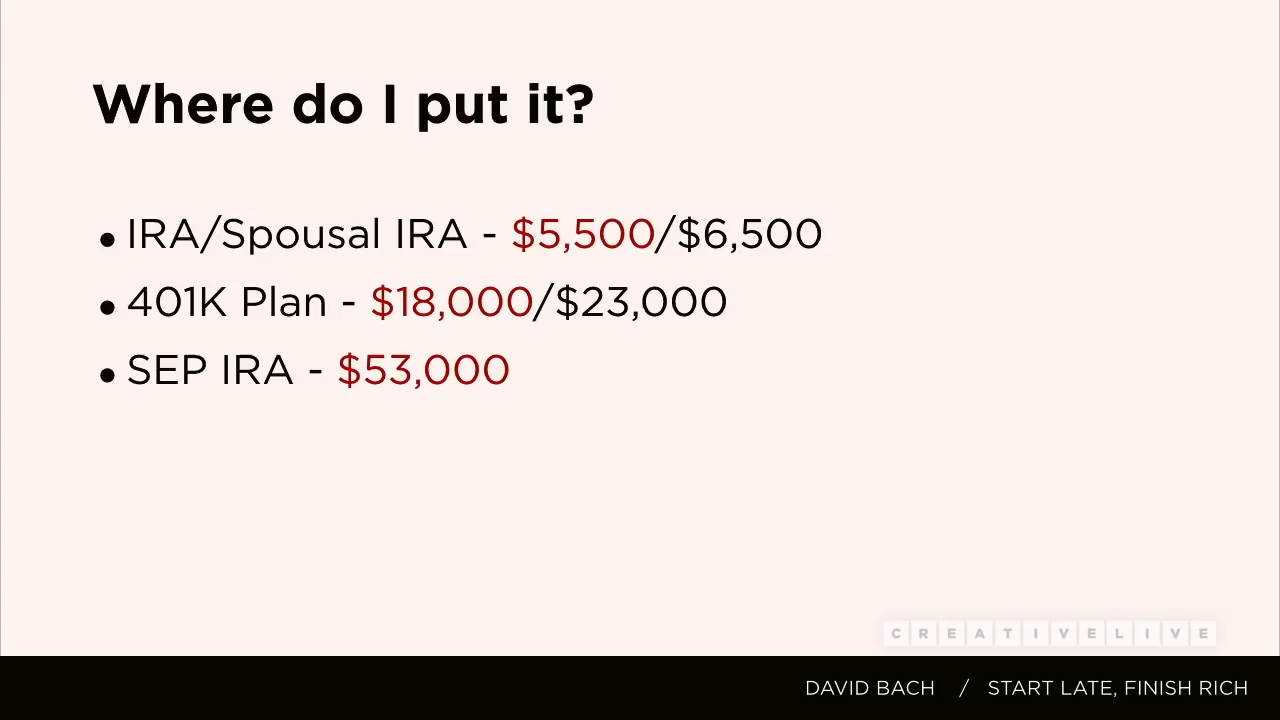 Where do I put it?
• IRA/Spousal IRA - $5,500/$6,500
• 401K Plan - $18,000/$23,000
• SEP IRA - $53,000
CREATIVELIVE
DAVID BACH / START LATE, FINISH RICH